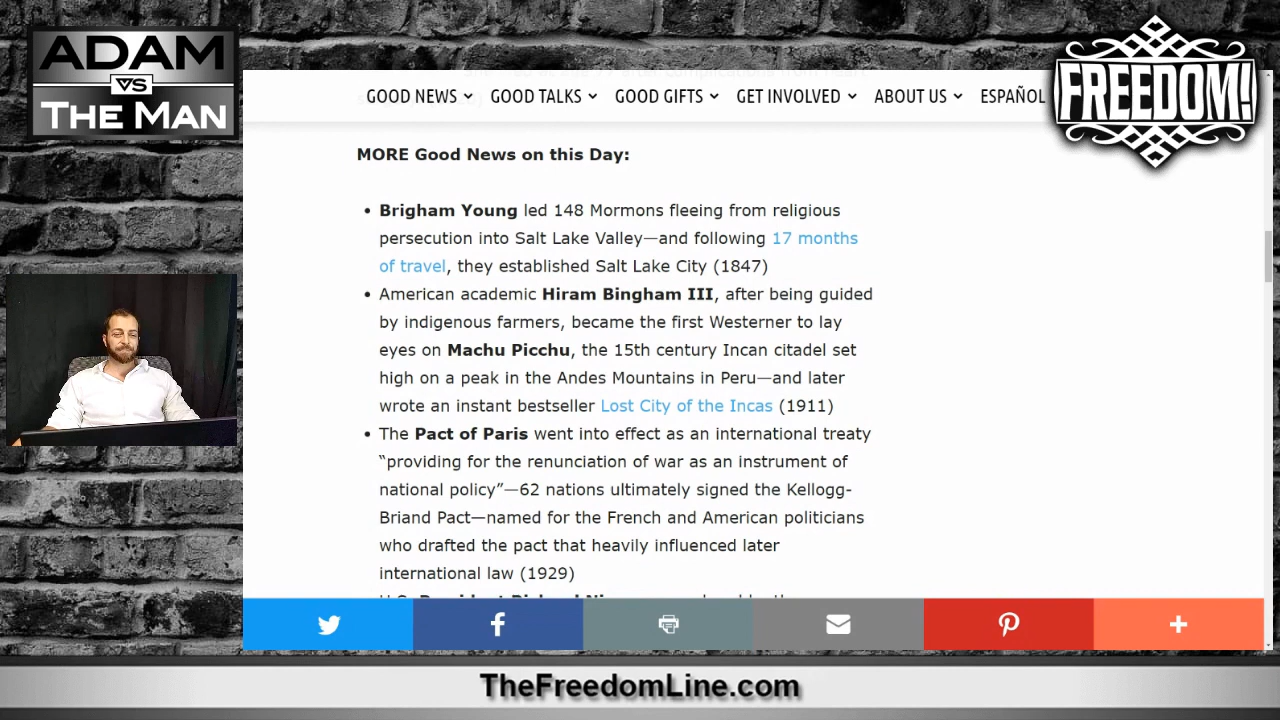 ADAM
VS
THE MAN
FREEDOM!
GOOD NEWS
GOOD TALKS
GOOD GIFTS
GET INVOLVED
ABOUT US
ESPAÑOL
MORE Good News on this Day:
Brigham Young led 148 Mormons fleeing from religious
persecution into Salt Lake Valley—and following 17 months
of travel, they established Salt Lake City (1847)
American academic Hiram Bingham III, after being guided
by indigenous farmers, became the first Westerner to lay
eyes on Machu Picchu, the 15th century Incan citadel set
high on a peak in the Andes Mountains in Peru—and later
wrote an instant bestseller Lost City of the Incas (1911)
The Pact of Paris went into effect as an international treaty
“providing for the renunciation of war as an instrument of
national policy”—62 nations ultimately signed the Kellogg-
Briand Pact—named for the French and American politicians
who drafted the pact that heavily influenced later
international law (1929)
TheFreedomLine.com